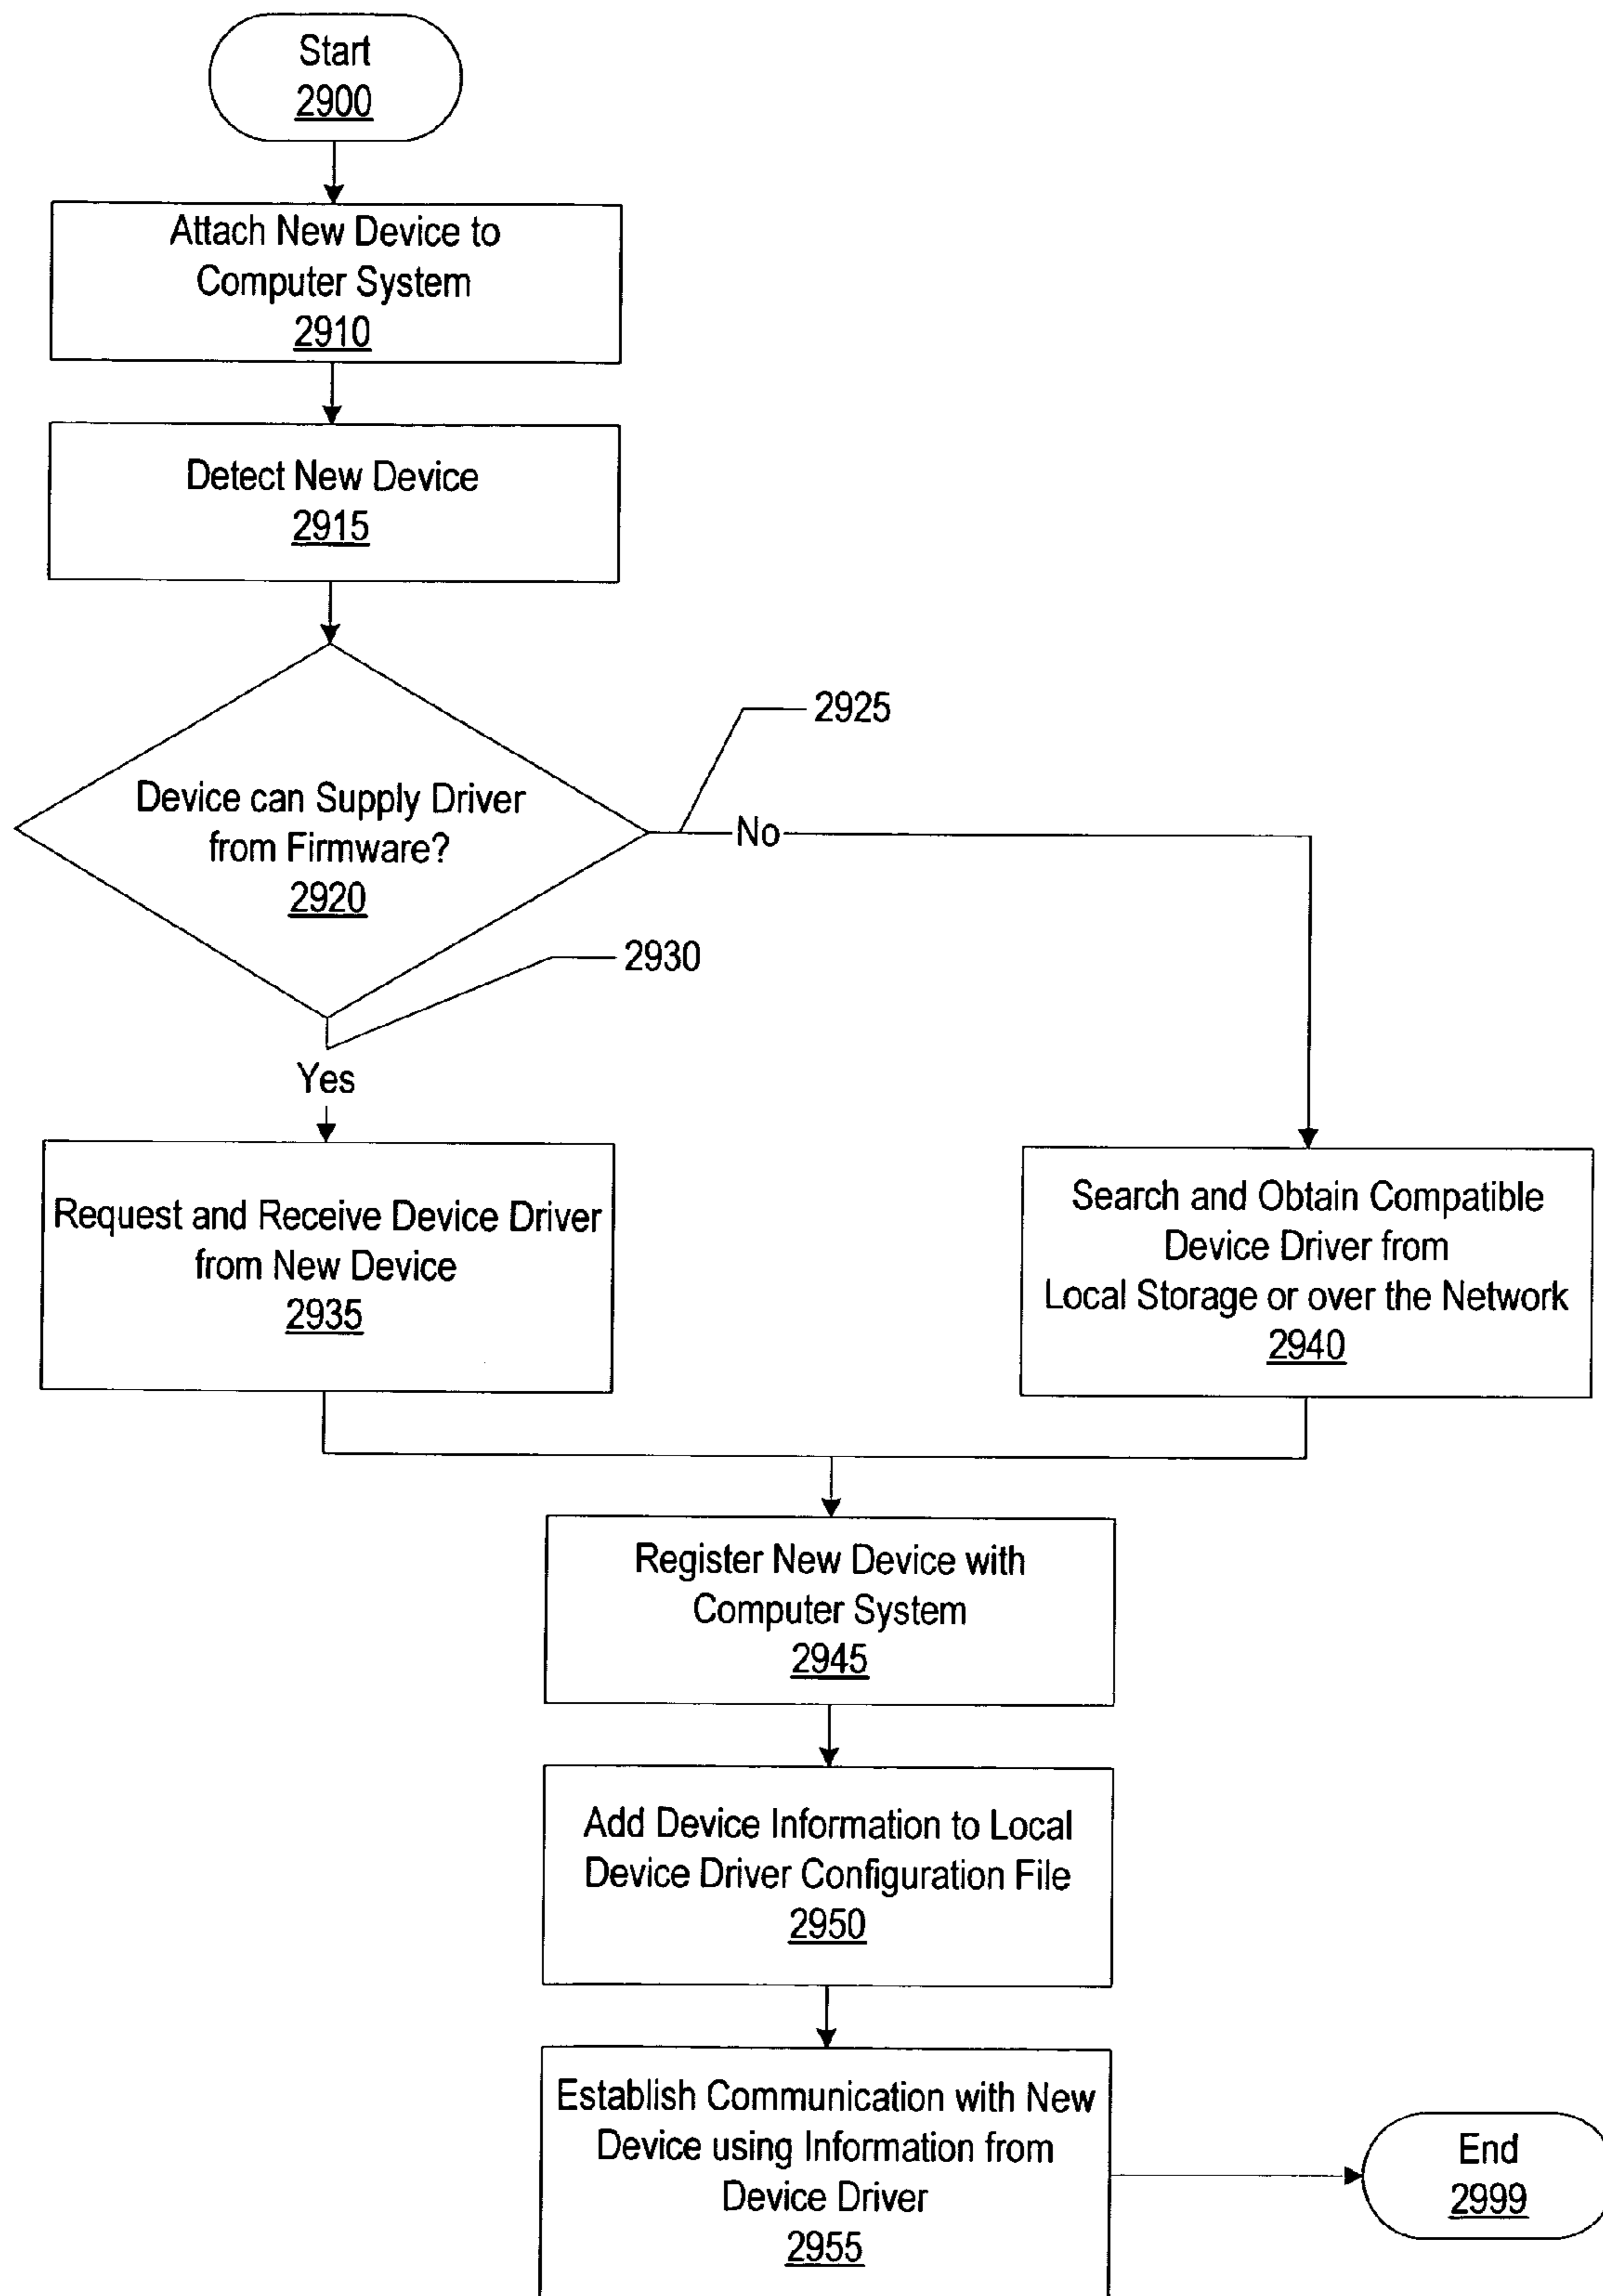 Start
2900
Attach New Device to
Computer System
2910
Detect New Device
2915
2925
Device can Supply Driver
from Firmware?
2920
No
2930
Yes
Request and Receive Device Driver
from New Device
2935
Search and Obtain Compatible
Device Driver from
Local Storage or over the Network
2940
Register New Device with
Computer System
2945
Add Device Information to Local
Device Driver Configuration File
2950
Establish Communication with New
Device using Information from
Device Driver
2955
End
2999